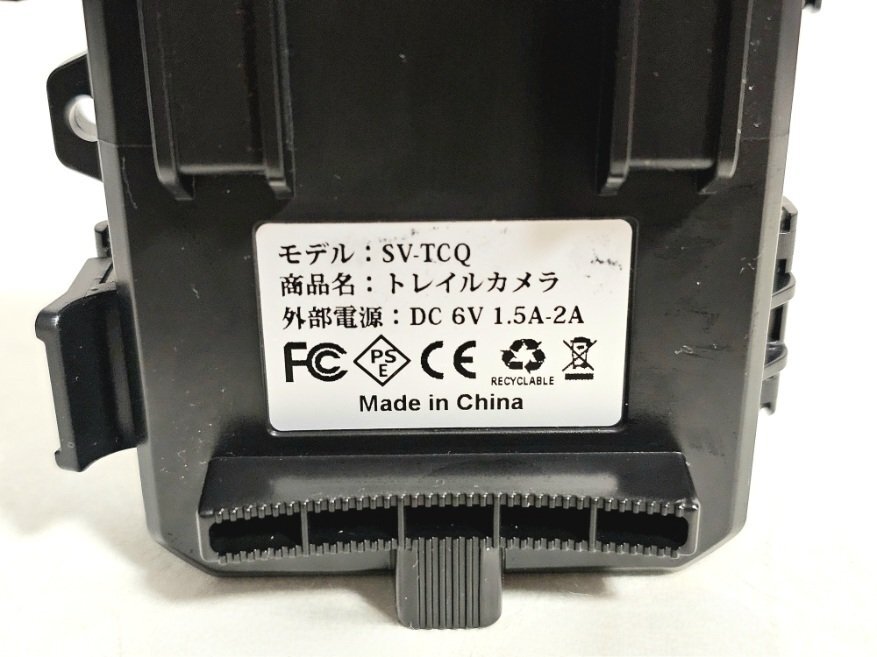 モデル：SV-TCQ
商品名：トレイルカメラ
外部電源：DC 6V 1.5A-2A
FC PSE CE RECYCLABLE
Made in China